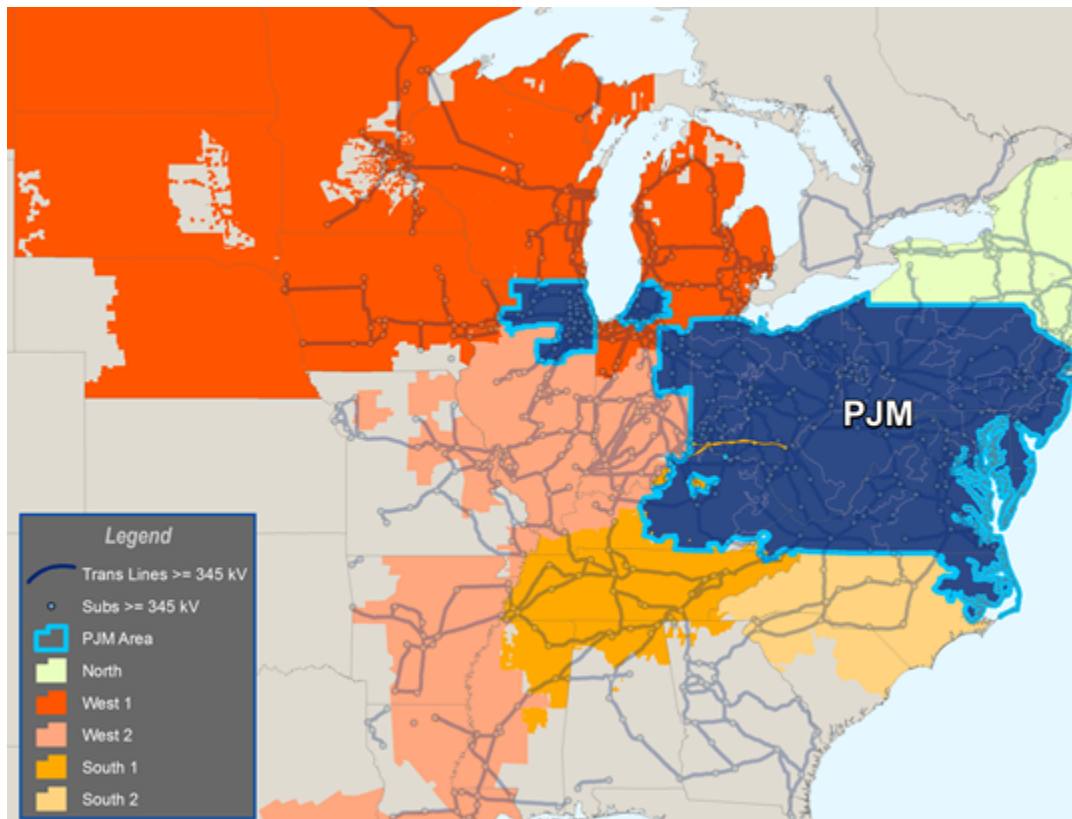 PJM
Legend
Trans Lines >= 345 kV
Subs >= 345 kV
PJM Area
North
West 1
West 2
South 1
South 2